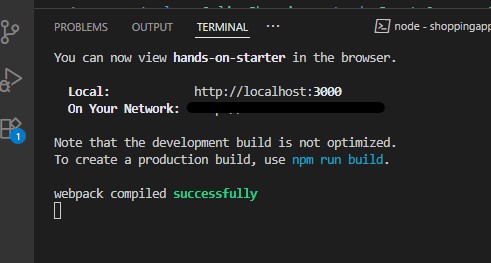 PROBLEMS OUTPUT TERMINAL node - shoppingapp
You can now view hands-on-starter in the browser.
Local: http://localhost:3000
On Your Network:
Note that the development build is not optimized.
To create a production build, use npm run build.
webpack compiled successfully
1